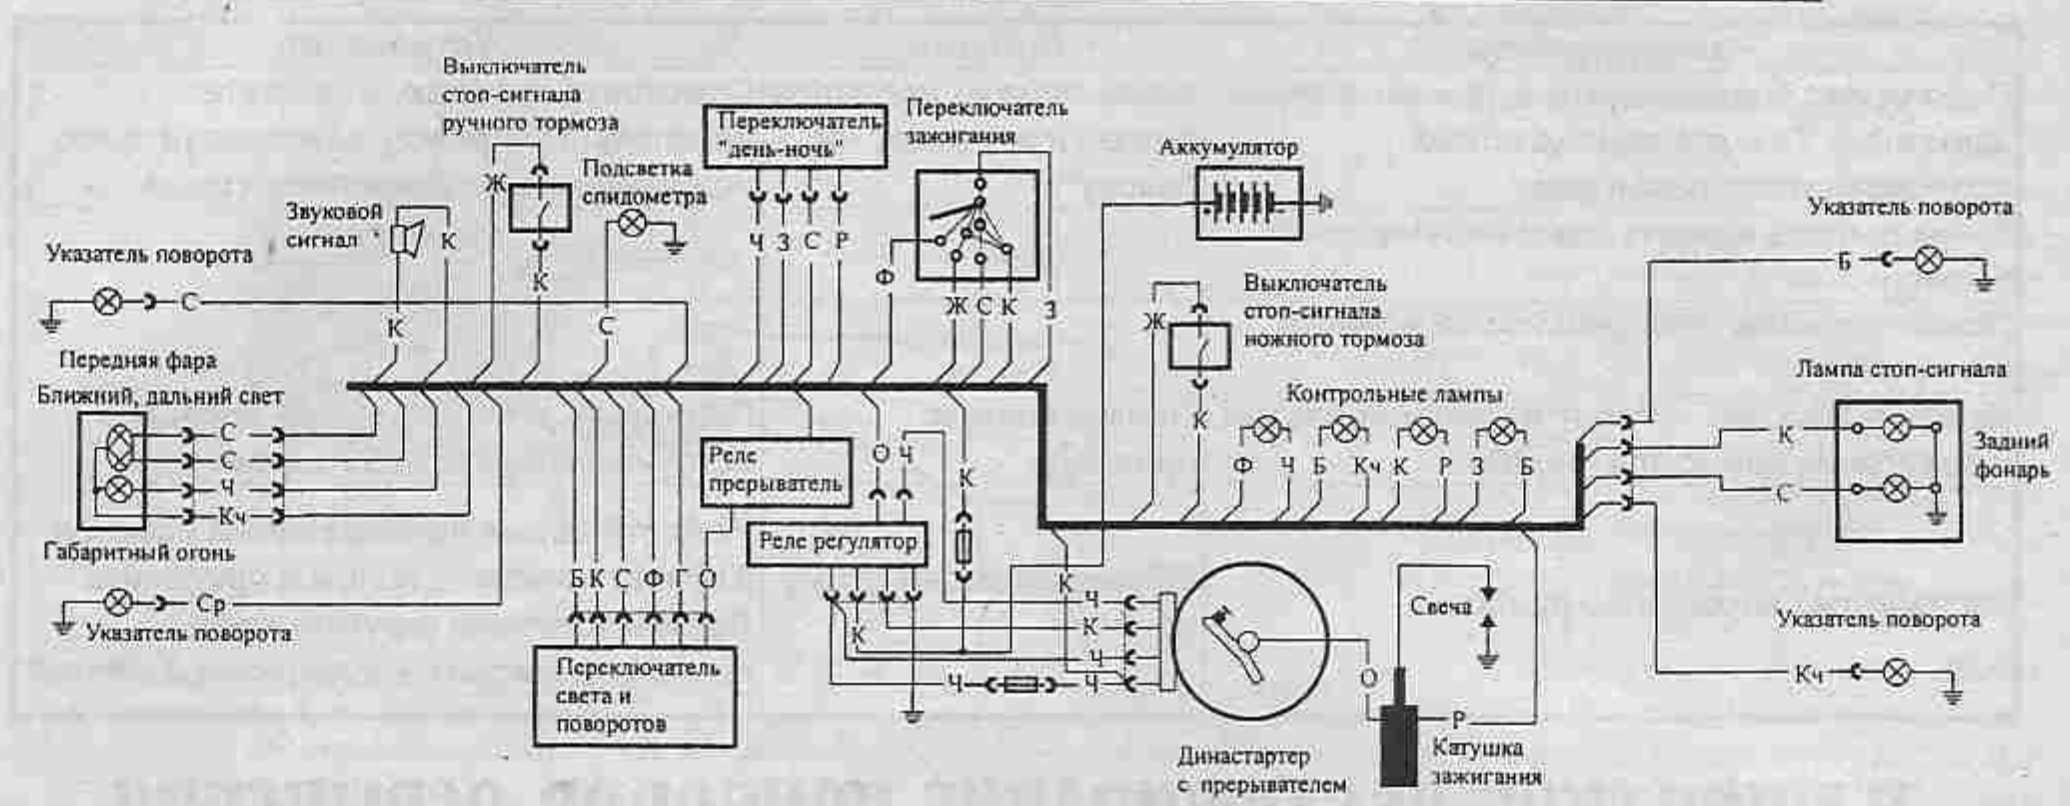 Выключатель
стоп-сигнала
ручного тормоза
Переключатель
"день-ночь"
Переключатель
зажигания
Аккумулятор
Подсветка
спидометра
Звуковой
сигнал
Указатель поворота
Указатель поворота
Ж
К
К
К
С
С
Ч З С Р
Ф
Ж С К
З
Б
Выключатель
стоп-сигнала
ножного тормоза
Ж
К
Передняя фара
Ближний, дальний свет
С
С
Ч
Кч
Габаритный огонь
Ср
Указатель поворота
Контрольные лампы
Ф Ч Б Кч К Р З Б
Лампа стоп-сигнала
К
С
Задний
фонарь
Реле
прерыватель
О Ч
К
Реле регулятор
Б К С Ф Г О
К
К
Ч
К
Ч
Ч
Ч
Переключатель
света и
поворотов
Свеча
О
Р
Указатель поворота
Кч
Династартер
с прерывателем
Катушка
зажигания